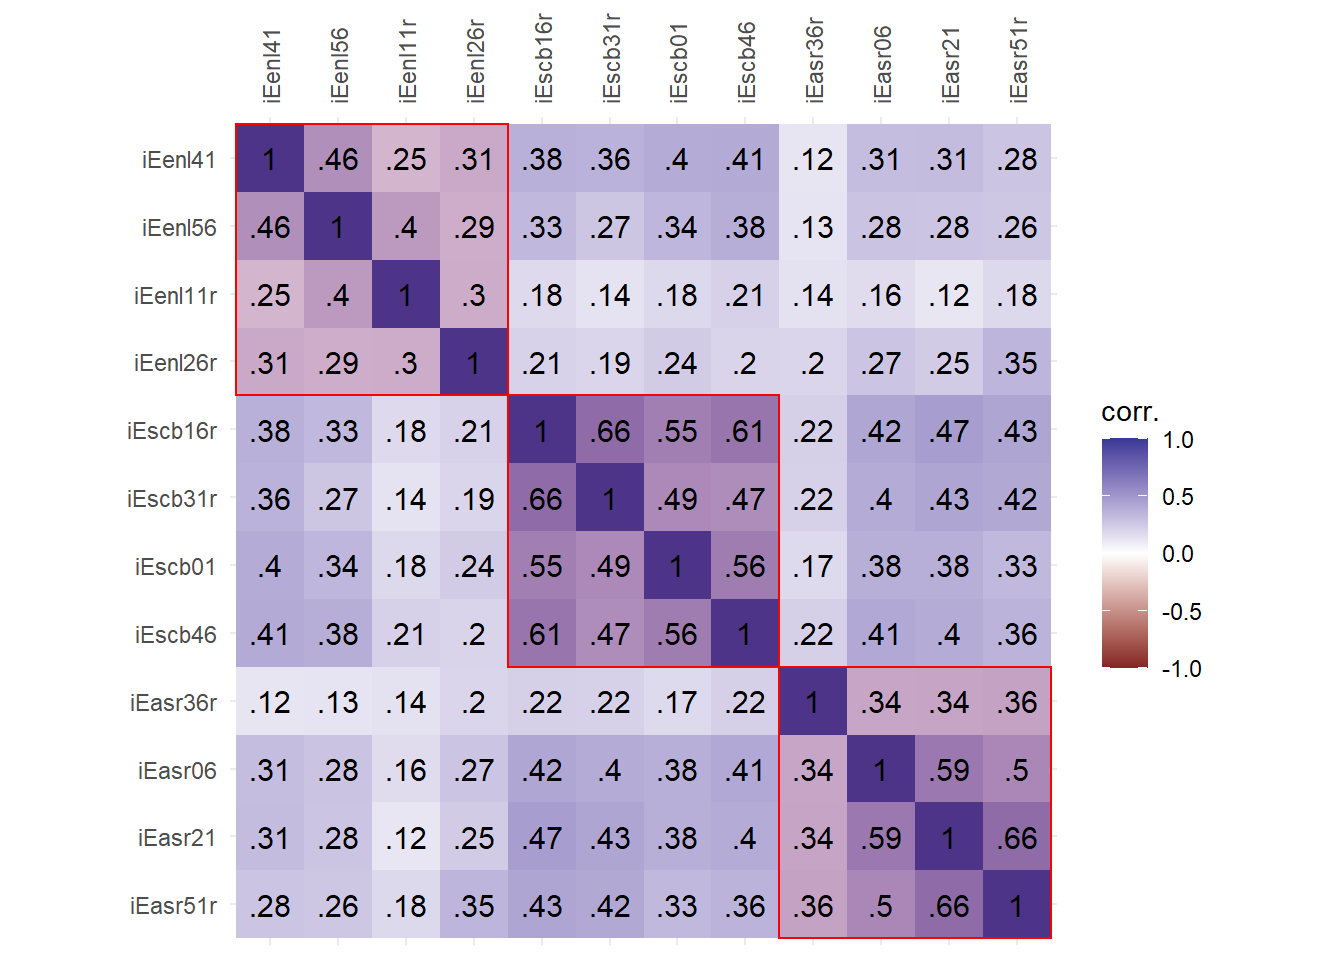 iEenl41 iEenl56 iEenl11r iEenl26r iEscb16r iEscb31r iEscb01 iEscb46 iEasr36r iEasr06 iEasr21 iEasr51r
iEenl41 1 .46 .25 .31 .38 .36 .4 .41 .12 .31 .31 .28
iEenl56 .46 1 .4 .29 .33 .27 .34 .38 .13 .28 .28 .26
iEenl11r .25 .4 1 .3 .18 .14 .18 .21 .14 .16 .12 .18
iEenl26r .31 .29 .3 1 .21 .19 .24 .2 .2 .27 .25 .35
iEscb16r .38 .33 .18 .21 1 .66 .55 .61 .22 .42 .47 .43
iEscb31r .36 .27 .14 .19 .66 1 .49 .47 .22 .4 .43 .42
iEscb01 .4 .34 .18 .24 .55 .49 1 .56 .17 .38 .38 .33
iEscb46 .41 .38 .21 .2 .61 .47 .56 1 .22 .41 .4 .36
iEasr36r .12 .13 .14 .2 .22 .22 .17 .22 1 .34 .34 .36
iEasr06 .31 .28 .16 .27 .42 .4 .38 .41 .34 1 .59 .5
iEasr21 .31 .28 .12 .25 .47 .43 .38 .4 .34 .59 1 .66
iEasr51r .28 .26 .18 .35 .43 .42 .33 .36 .36 .5 .66 1
corr.
1.0
0.5
0.0
-0.5
-1.0